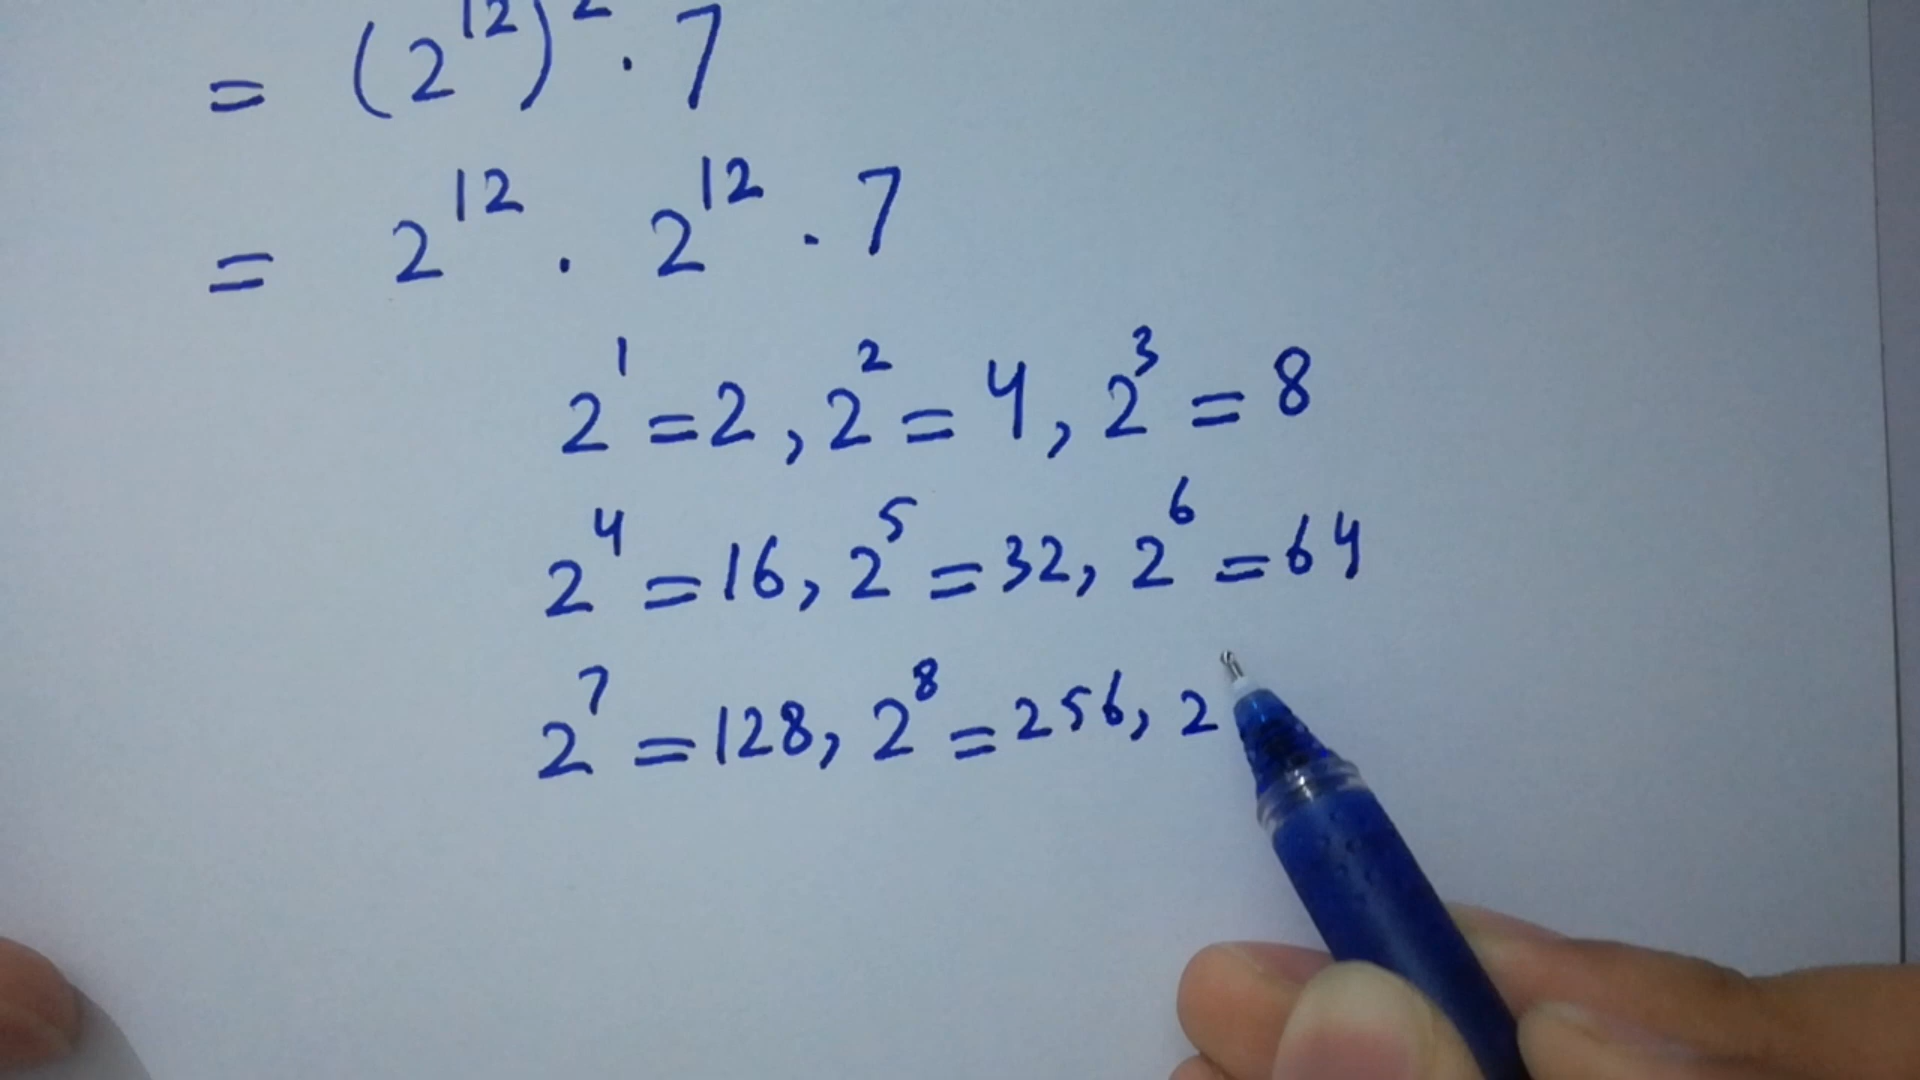 = (2¹²)² · 7
= 2¹² · 2¹² · 7
2¹ = 2 , 2² = 4 , 2³ = 8
2⁴ = 16 , 2⁵ = 32 , 2⁶ = 64
2⁷ = 128 , 2⁸ = 256 , 2